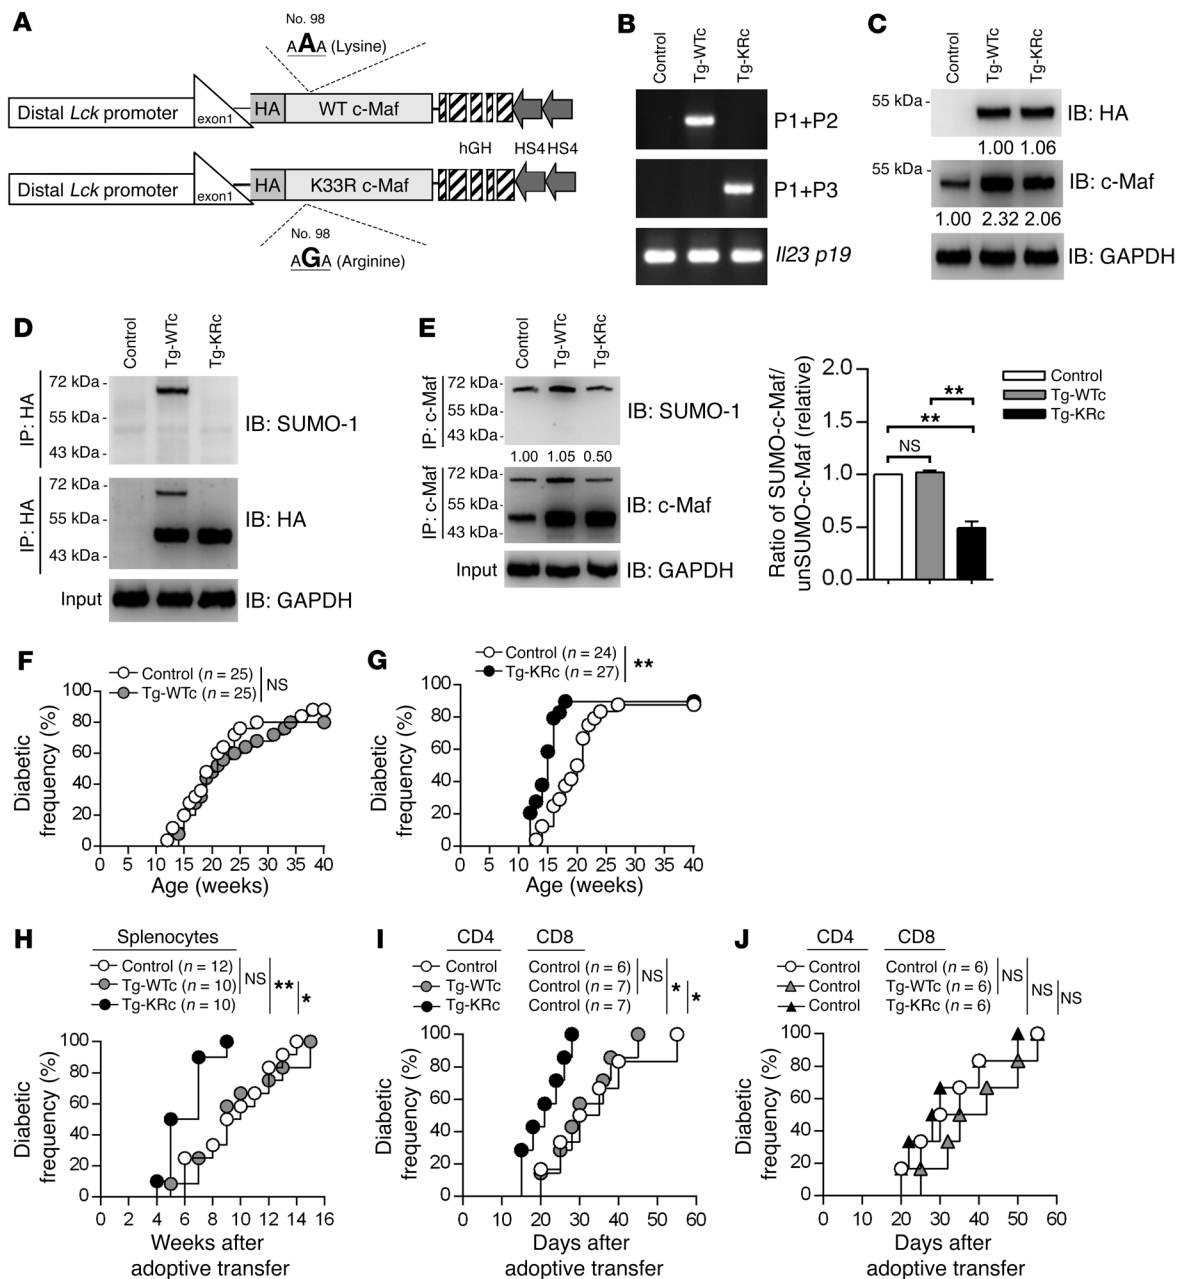 A
No. 98
AAA (Lysine)
Distal Lck promoter
exon1
HA
WT c-Maf
hGH
HS4 HS4
Distal Lck promoter
exon1
HA
K33R c-Maf
No. 98
AGA (Arginine)
B
Control
Tg-WTc
Tg-KRc
P1+P2
P1+P3
Il23 p19
C
Control
Tg-WTc
Tg-KRc
55 kDa
IB: HA
1.00 1.06
55 kDa
IB: c-Maf
1.00 2.32 2.06
IB: GAPDH
D
Control
Tg-WTc
Tg-KRc
IP: HA
72 kDa
55 kDa
43 kDa
IB: SUMO-1
IP: HA
72 kDa
55 kDa
43 kDa
IB: HA
Input
IB: GAPDH
E
Control
Tg-WTc
Tg-KRc
IP: c-Maf
72 kDa
55 kDa
43 kDa
IB: SUMO-1
1.00 1.05 0.50
IP: c-Maf
72 kDa
55 kDa
43 kDa
IB: c-Maf
Input
IB: GAPDH
Ratio of SUMO-c-Maf/
unSUMO-c-Maf (relative)
2.0
1.5
1.0
0.5
0.0
NS
**
**
Control
Tg-WTc
Tg-KRc
F
Control (n = 25)
Tg-WTc (n = 25)
NS
Diabetic
frequency (%)
100
80
60
40
20
0
0 5 10 15 20 25 30 35 40
Age (weeks)
G
Control (n = 24)
Tg-KRc (n = 27)
**
Diabetic
frequency (%)
100
80
60
40
20
0
0 5 10 15 20 25 30 35 40
Age (weeks)
H
Splenocytes
Control (n = 12)
Tg-WTc (n = 10)
Tg-KRc (n = 10)
NS
**
*
Diabetic
frequency (%)
100
80
60
40
20
0
0 2 4 6 8 10 12 14 16
Weeks after
adoptive transfer
I
CD4 CD8
Control Control (n = 6)
Tg-WTc Control (n = 7)
Tg-KRc Control (n = 7)
NS
*
*
Diabetic
frequency (%)
100
80
60
40
20
0
0 10 20 30 40 50 60
Days after
adoptive transfer
J
CD4 CD8
Control Control (n = 6)
Control Tg-WTc (n = 6)
Control Tg-KRc (n = 6)
NS
NS
NS
Diabetic
frequency (%)
100
80
60
40
20
0
0 10 20 30 40 50 60
Days after
adoptive transfer